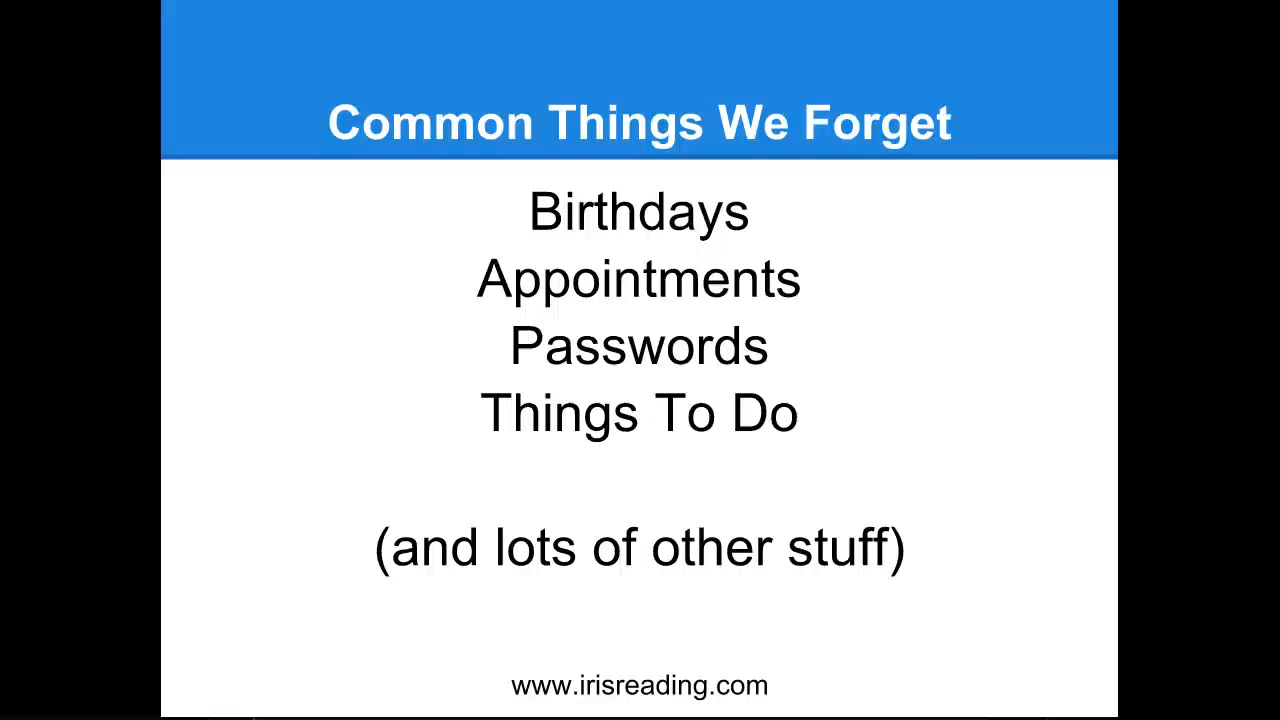 Common Things We Forget
Birthdays
Appointments
Passwords
Things To Do
(and lots of other stuff)
www.irisreading.com